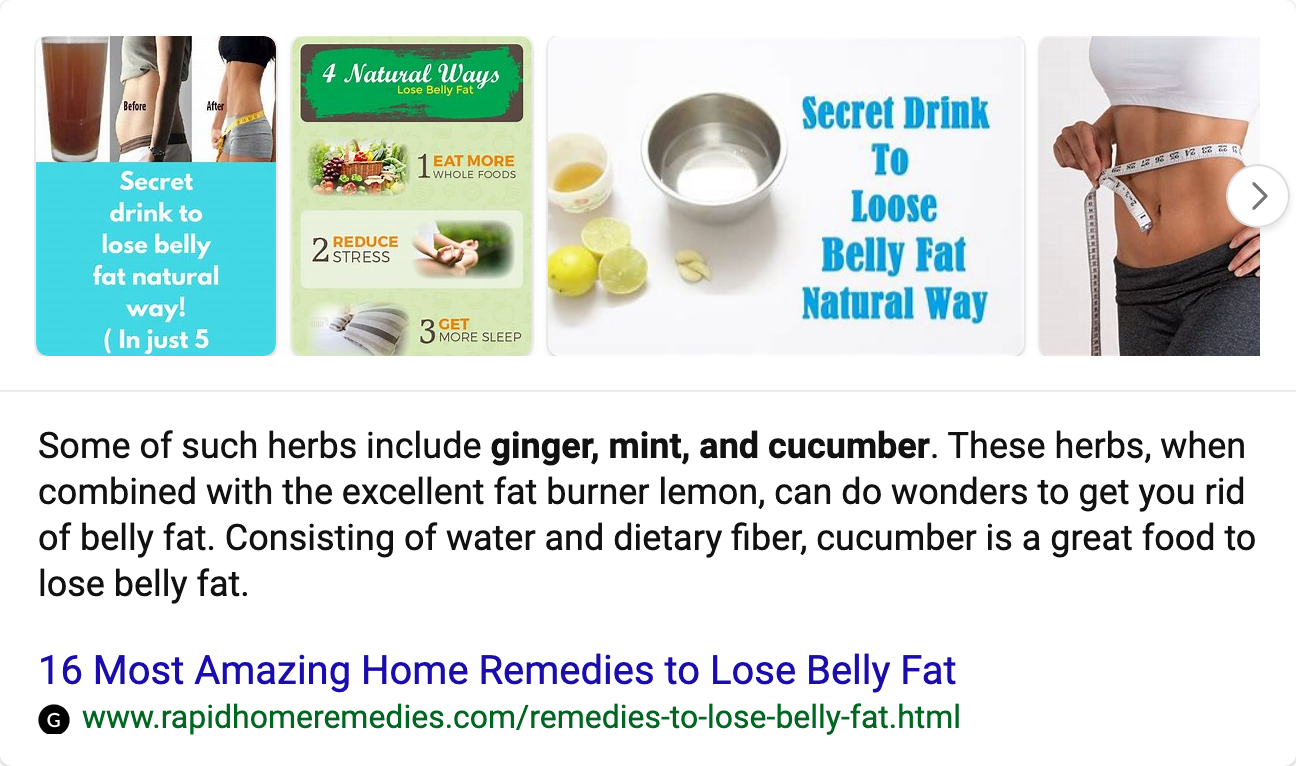 Before
After
Secret
drink to
lose belly
fat natural
way!
( In just 5
4 Natural Ways
Lose Belly Fat
1 EAT MORE
WHOLE FOODS
2 REDUCE
STRESS
3 GET
MORE SLEEP
Secret Drink
To
Loose
Belly Fat
Natural Way
Some of such herbs include ginger, mint, and cucumber. These herbs, when
combined with the excellent fat burner lemon, can do wonders to get you rid
of belly fat. Consisting of water and dietary fiber, cucumber is a great food to
lose belly fat.
16 Most Amazing Home Remedies to Lose Belly Fat
G www.rapidhomeremedies.com/remedies-to-lose-belly-fat.html